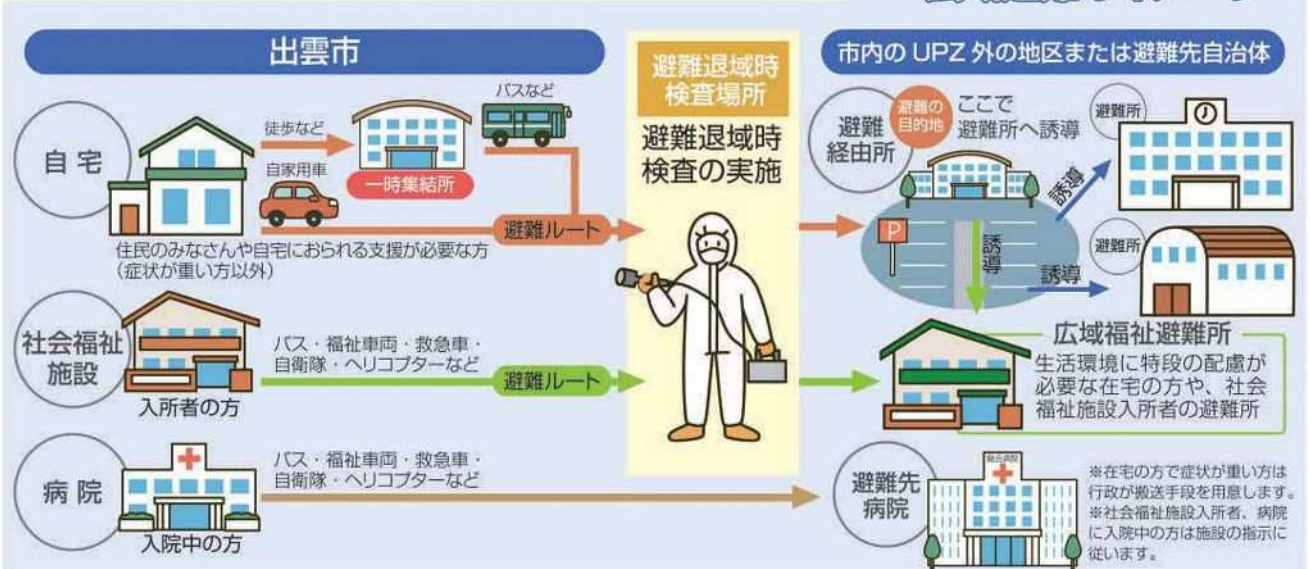 出雲市
避難退域時
検査場所
市内の UPZ 外の地区または避難先自治体
自宅
徒歩など
一時集結所
バスなど
自家用車
避難ルート
住民のみなさんや自宅におられる支援が必要な方
(症状が重い方以外)
避難退域時
検査の実施
避難
経由所
避難の
目的地
ここで
避難所へ誘導
P
誘導
誘導
誘導
避難所
避難所
社会福祉
施設
入所者の方
バス・福祉車両・救急車・
自衛隊・ヘリコプターなど
避難ルート
広域福祉避難所
生活環境に特段の配慮が
必要な在宅の方や、社会
福祉施設入所者の避難所
病院
入院中の方
バス・福祉車両・救急車・
自衛隊・ヘリコプターなど
避難先
病院
※在宅の方で症状が重い方は
行政が搬送手段を用意します。
※社会福祉施設入所者、病院
に入院中の方は施設の指示に
従います。